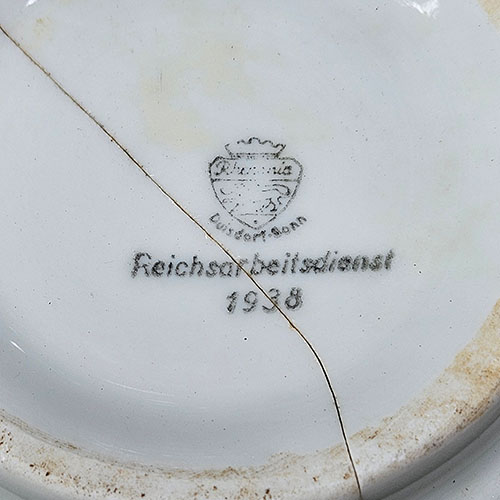 Rhenania
Duisdorf-Bonn
Reichsarbeitsdienst
1938